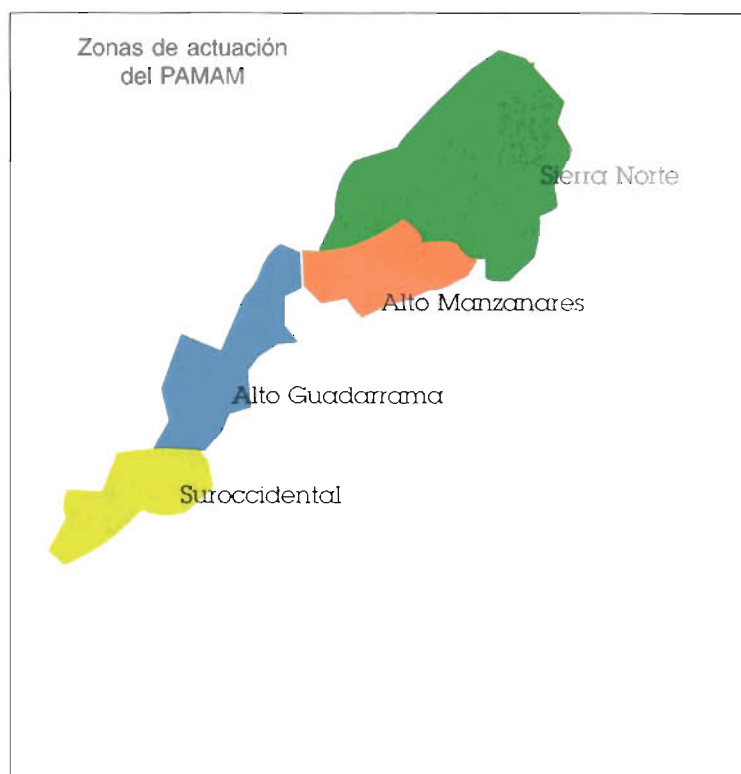 Zonas de actuación
del PAMAM
Sierra Norte
Alto Manzanares
Alto Guadarrama
Suroccidental